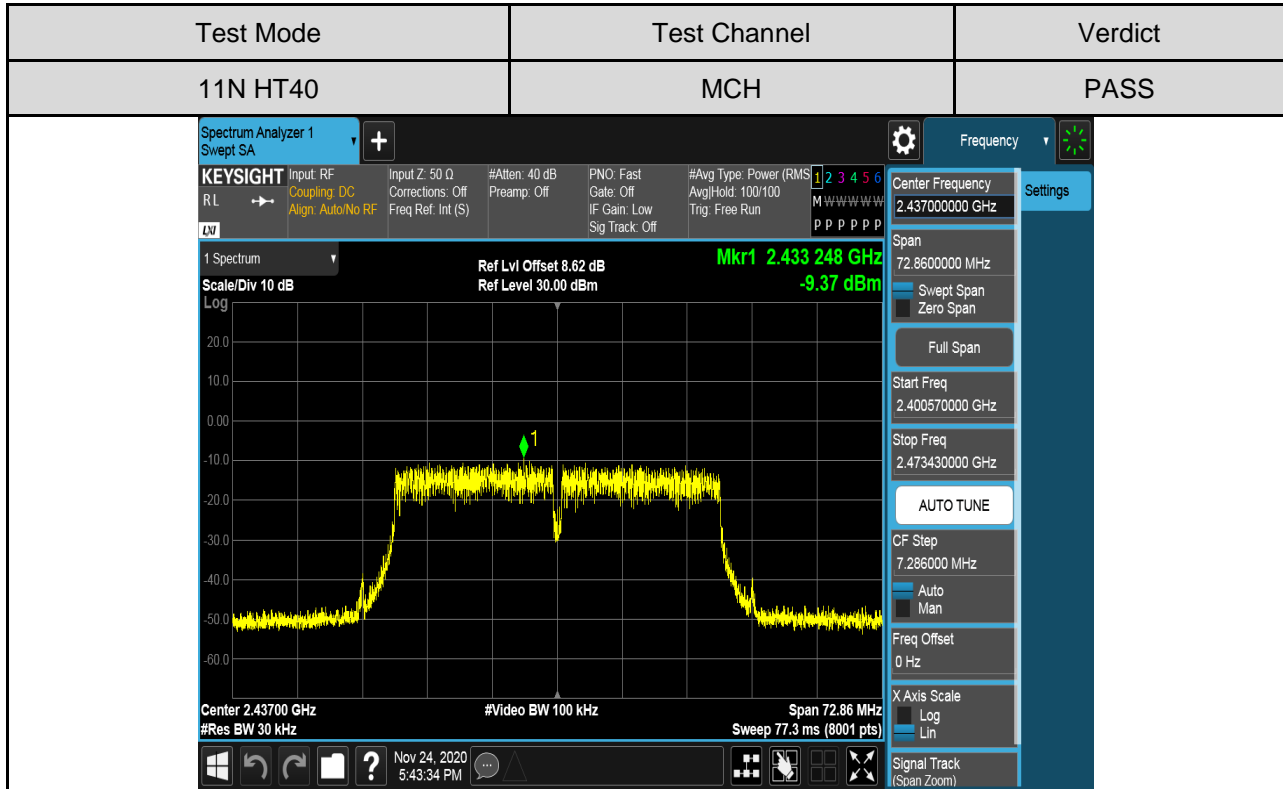 Test Mode Test Channel Verdict
11N HT40 MCH PASS
Spectrum Analyzer 1
Swept SA
+
Frequency
KEYSIGHT
RL
LXI
Input: RF
Coupling: DC
Align: Auto/No RF
Input Z: 50 Ω
Corrections: Off
Freq Ref: Int (S)
#Atten: 40 dB
Preamp: Off
PNO: Fast
Gate: Off
IF Gain: Low
Sig Track: Off
#Avg Type: Power (RMS
Avg|Hold: 100/100
Trig: Free Run
1 2 3 4 5 6
M W W W W W
P P P P P P
1 Spectrum
Scale/Div 10 dB
Log
Ref Lvl Offset 8.62 dB
Ref Level 30.00 dBm
Mkr1 2.433 248 GHz
-9.37 dBm
20.0
10.0
0.00
-10.0
-20.0
-30.0
-40.0
-50.0
-60.0
1
Center 2.43700 GHz
#Res BW 30 kHz
#Video BW 100 kHz
Span 72.86 MHz
Sweep 77.3 ms (8001 pts)
Center Frequency
2.437000000 GHz
Settings
Span
72.8600000 MHz
Swept Span
Zero Span
Full Span
Start Freq
2.400570000 GHz
Stop Freq
2.473430000 GHz
AUTO TUNE
CF Step
7.286000 MHz
Auto
Man
Freq Offset
0 Hz
X Axis Scale
Log
Lin
Signal Track
(Span Zoom)
?
Nov 24, 2020
5:43:34 PM